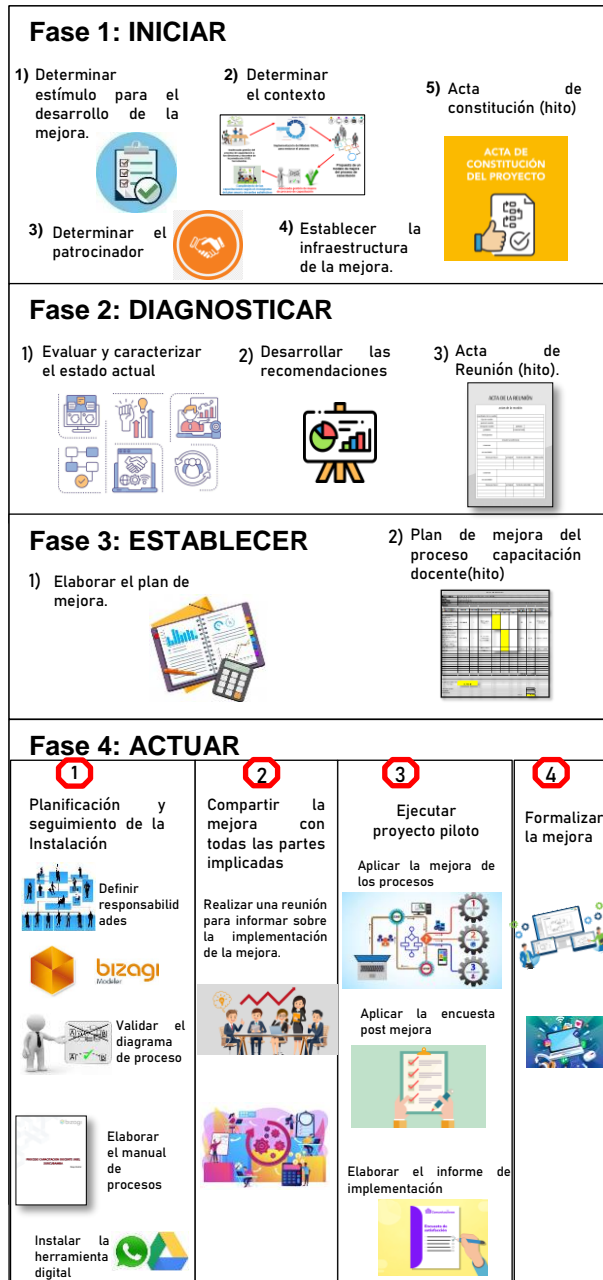 Fase 1: INICIAR
1) Determinar
estímulo para el
desarrollo de la
mejora.
2) Determinar
el contexto
5) Acta de
constitución (hito)
ACTA DE
CONSTITUCIÓN
DEL PROYECTO
3) Determinar el
patrocinador
4) Establecer la
infraestructura
de la mejora.
Fase 2: DIAGNOSTICAR
1) Evaluar y caracterizar
el estado actual
2) Desarrollar las
recomendaciones
3) Acta de
Reunión (hito).
ACTA DE LA REUNIÓN
Fase 3: ESTABLECER
1) Elaborar el plan de
mejora.
2) Plan de mejora del
proceso capacitación
docente(hito)
Fase 4: ACTUAR
1
Planificación y
seguimiento de la
Instalación
Definir
responsabilid
ades
bizagi
Modeler
Validar el
diagrama
de proceso
Elaborar
el manual
de
procesos
Instalar la
herramienta
digital
2
Compartir la
mejora con
todas las partes
implicadas
Realizar una reunión
para informar sobre
la implementación
de la mejora.
3
Ejecutar
proyecto piloto
Aplicar la mejora de
los procesos
1
2
3
Aplicar la encuesta
post mejora
Elaborar el informe de
implementación
4
Formalizar
la mejora